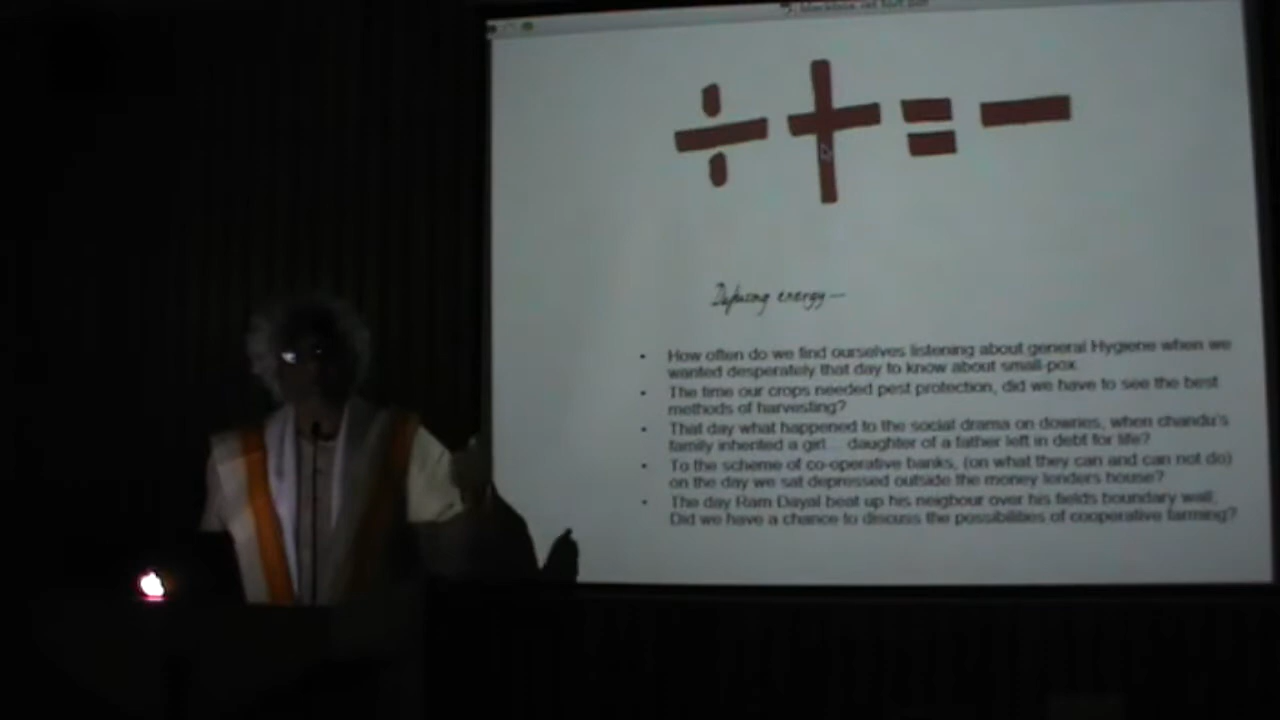 ÷ + = −
energy —
• How often do we find ourselves listening about general Hygiene when we
wanted desperately that day to know about small-pox.
• The time our crops needed pest protection, did we have to see the best
methods of harvesting?
• That day what happened to the social drama on dowries, when chandu's
family inherited a girl... daughter of a father left in debt for life?
• To the scheme of co-operative banks, (on what they can and can not do)
on the day we sat depressed outside the money lenders house?
• The day Ram Dayal beat up his neigbour over his fields boundary wall.
Did we have a chance to discuss the possibilities of cooperative farming?